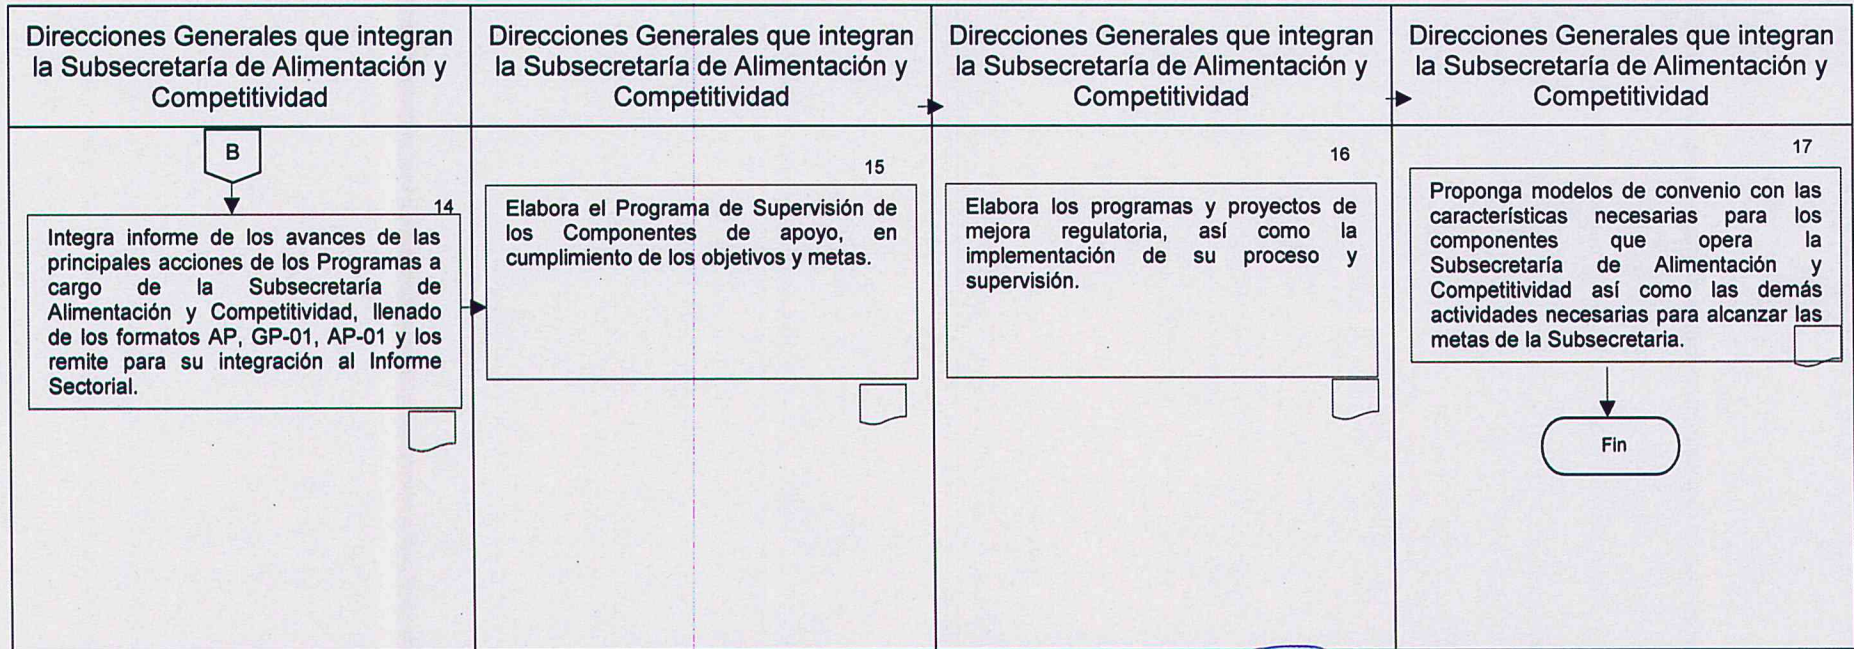 Direcciones Generales que integran
la Subsecretaría de Alimentación y
Competitividad
Direcciones Generales que integran
la Subsecretaría de Alimentación y
Competitividad
Direcciones Generales que integran
la Subsecretaría de Alimentación y
Competitividad
Direcciones Generales que integran
la Subsecretaría de Alimentación y
Competitividad
B
14
Integra informe de los avances de las
principales acciones de los Programas a
cargo de la Subsecretaría de
Alimentación y Competitividad, llenado
de los formatos AP, GP-01, AP-01 y los
remite para su integración al Informe
Sectorial.
15
Elabora el Programa de Supervisión de
los Componentes de apoyo, en
cumplimiento de los objetivos y metas.
16
Elabora los programas y proyectos de
mejora regulatoria, así como la
implementación de su proceso y
supervisión.
17
Proponga modelos de convenio con las
características necesarias para los
componentes que opera la
Subsecretaría de Alimentación y
Competitividad así como las demás
actividades necesarias para alcanzar las
metas de la Subsecretaria.
Fin